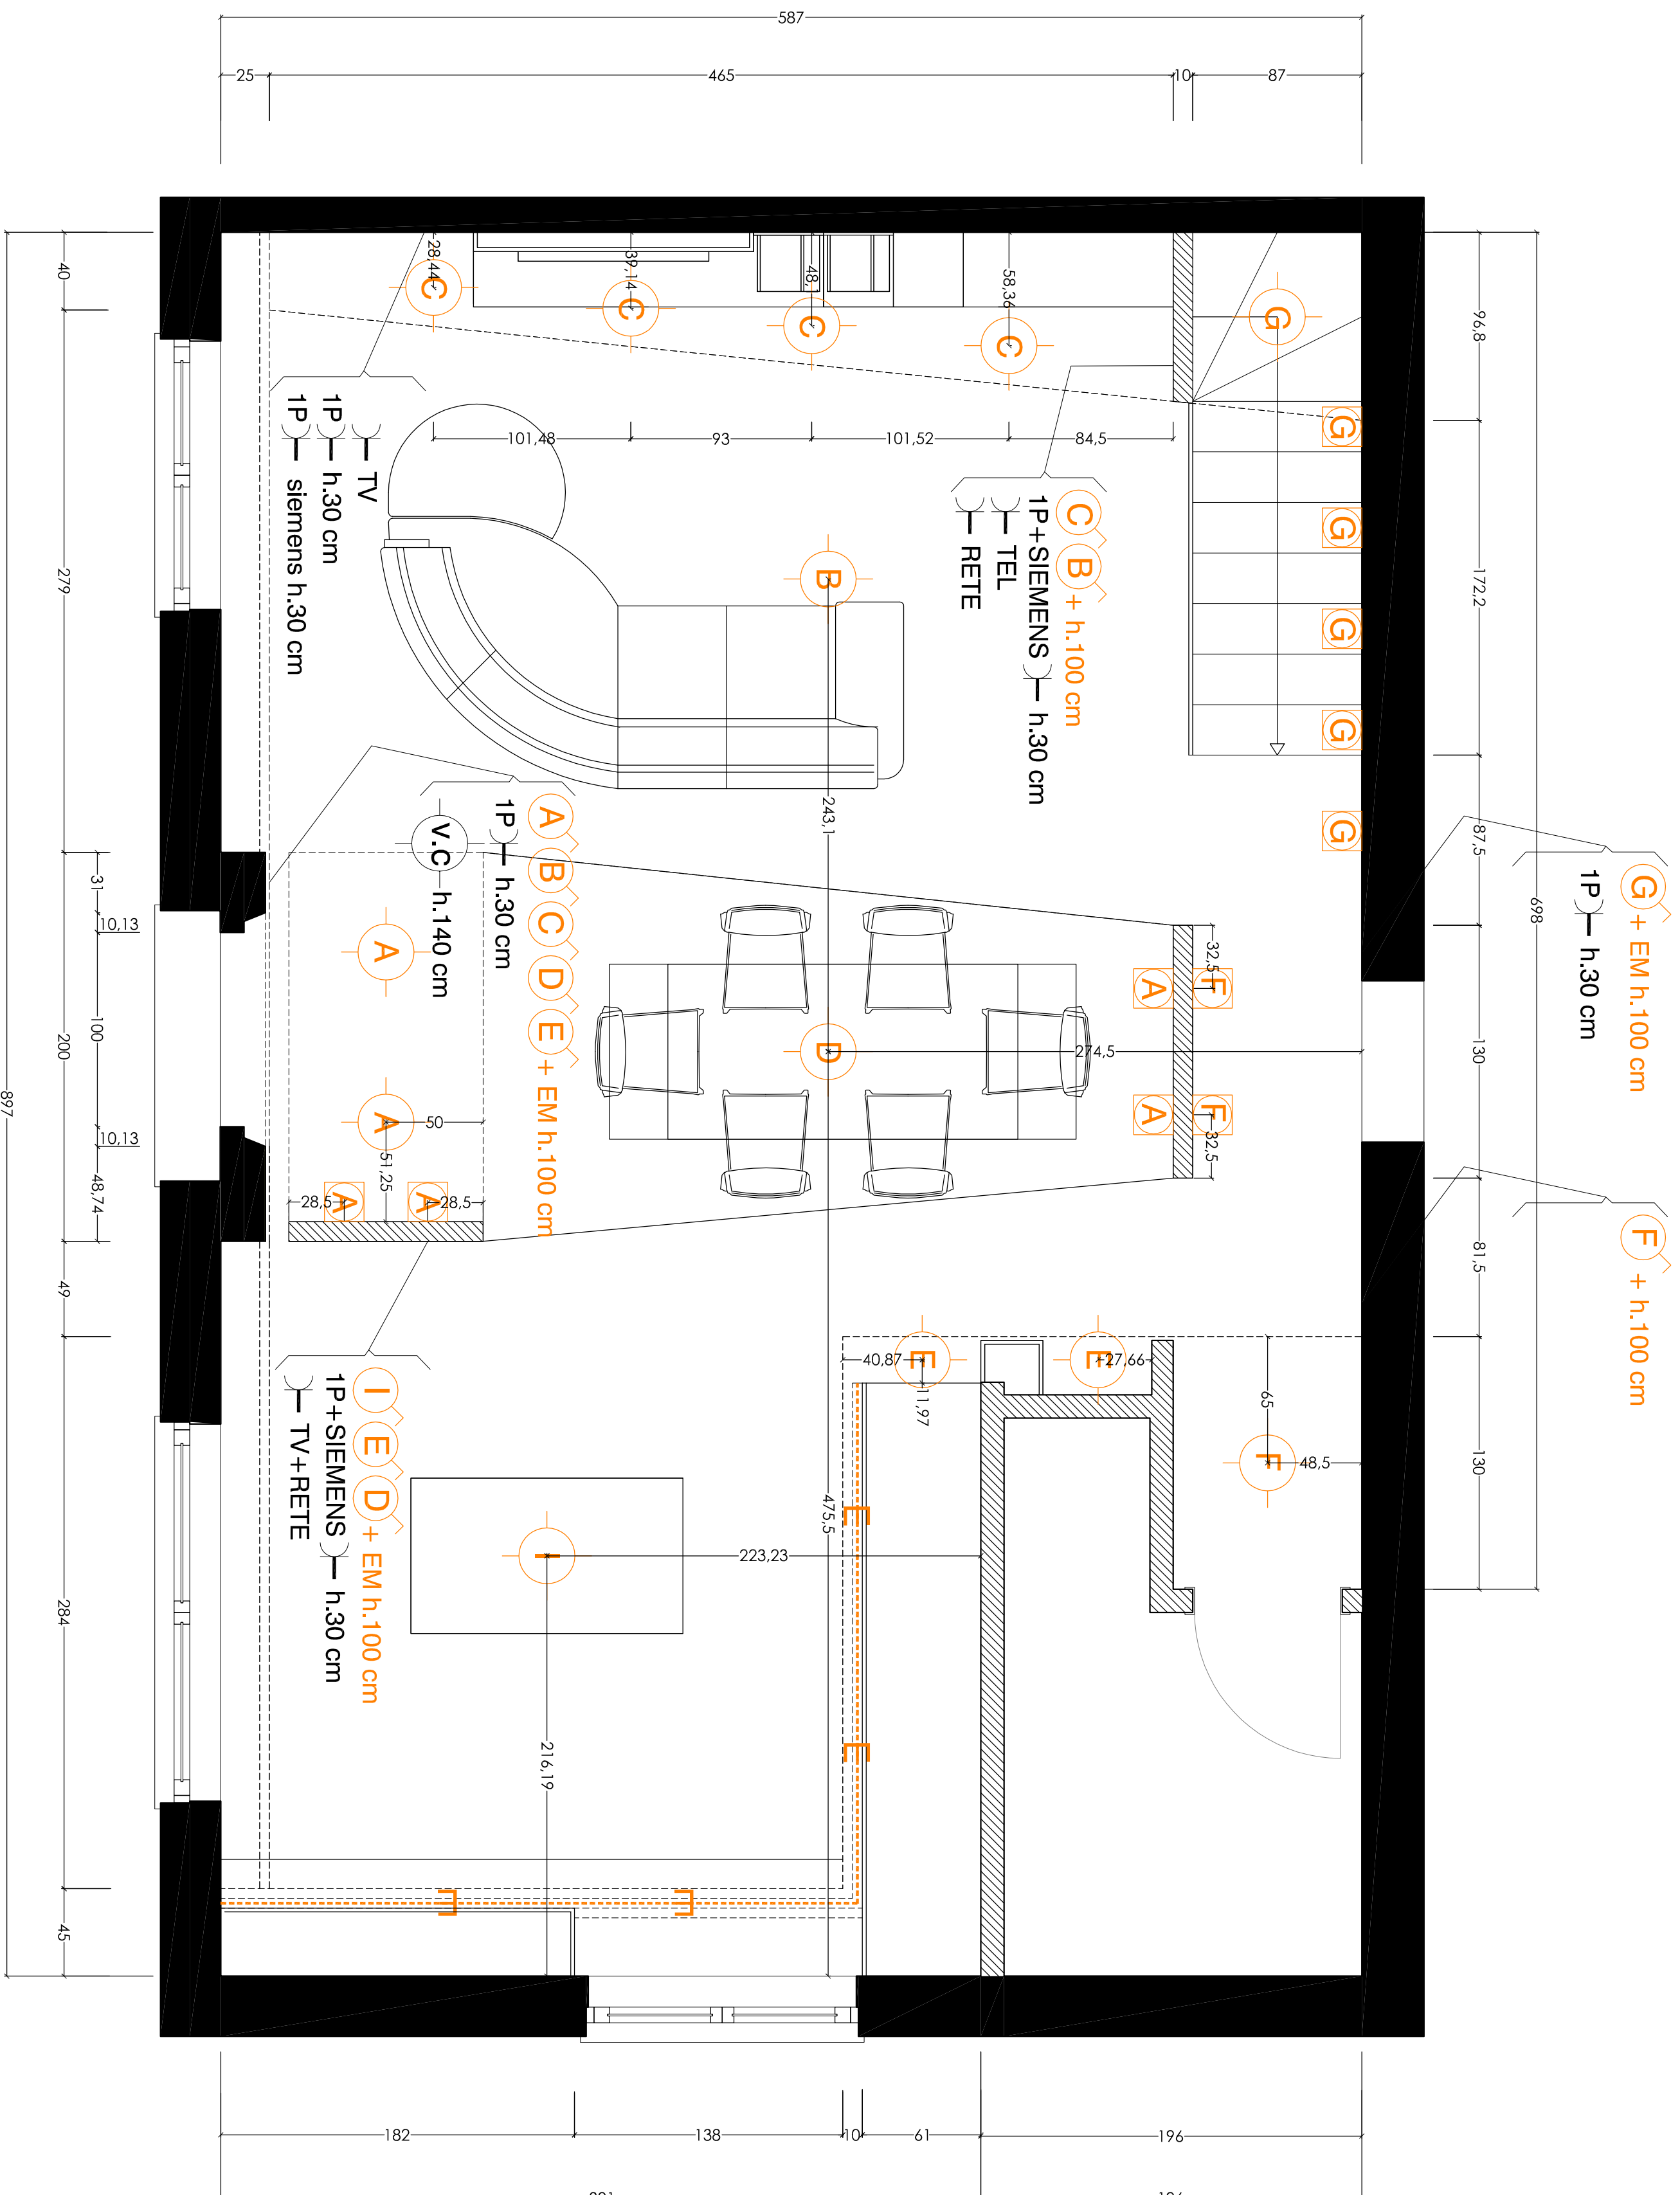 587
25
465
10
87
G + EM h.100 cm
1P h.30 cm
F + h.100 cm
698
96,8
172,2
87,5
130
81,5
130
G
G
G
G
G
G
28,44
39,14
48,1
58,36
C
C
C
C
101,48
93
101,52
84,5
C B + h.100 cm
1P+SIEMENS h.30 cm
TEL
RETE
TV
1P h.30 cm
1P siemens h.30 cm
B
243,1
A B C D E + EM h.100 cm
1P h.30 cm
V.C h.140 cm
32,5
F
F
32,5
A
A
D
274,5
A
A
50
51,25
28,5
A
A
28,5
I E D + EM h.100 cm
1P+SIEMENS h.30 cm
TV+RETE
40,87
E
11,97
E
27,66
65
F
48,5
E
E
475,5
I
223,23
216,19
E
E
40
279
200
49
284
45
31
10,13
100
10,13
48,74
897
182
138
10
61
196